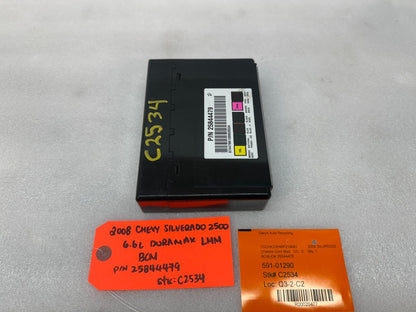 C2534
P/N 25844479
2008 CHEVY SILVERADO 2500
6.6L DURAMAX LMM
BCM
P/N 25844479
stk: C2534
591-01290
Stk# C2534
Loc: Q3-2-C2